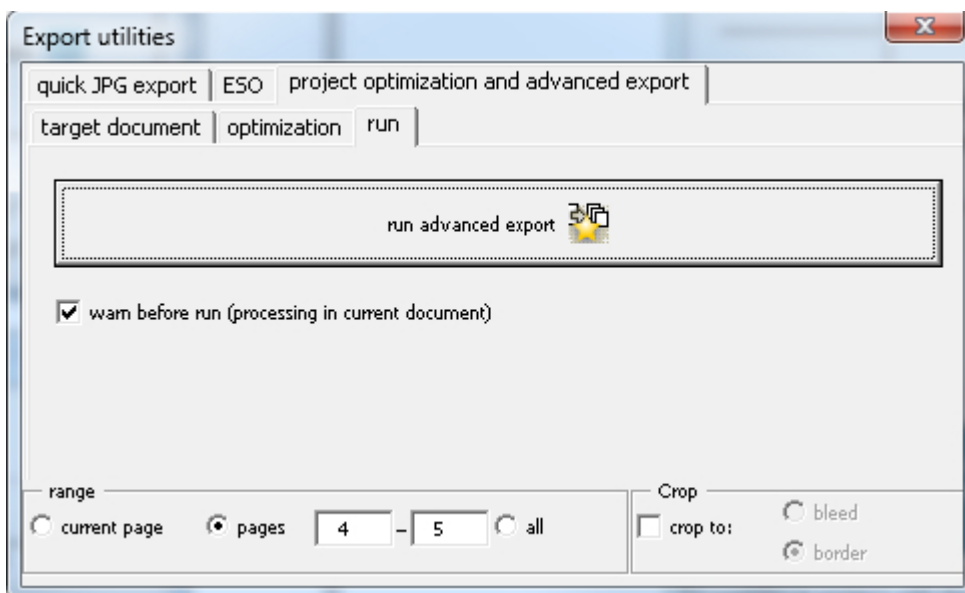 Export utilities
quick JPG export ESO project optimization and advanced export
target document optimization run
run advanced export
warn before run (processing in current document)
range Crop
current page pages 4 – 5 all crop to: bleed
border